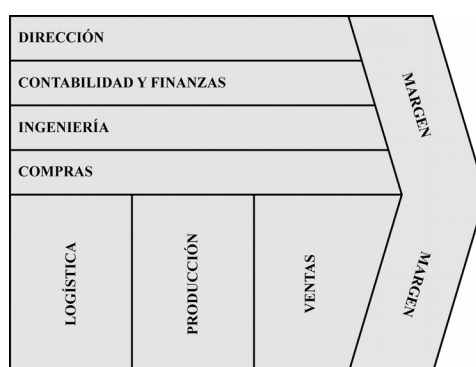 DIRECCIÓN
CONTABILIDAD Y FINANZAS
INGENIERÍA
COMPRAS
MARGEN
LOGÍSTICA
PRODUCCIÓN
VENTAS
MARGEN